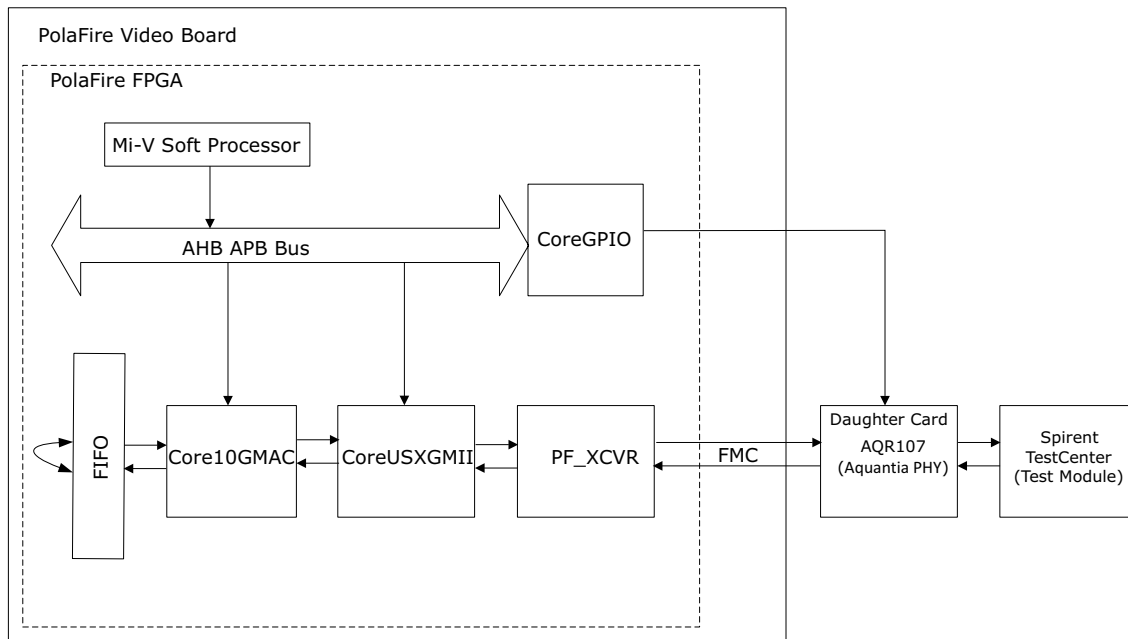 PolaFire Video Board
PolaFire FPGA
Mi-V Soft Processor
AHB APB Bus
CoreGPIO
FIFO
Core10GMAC
CoreUSXGMII
PF_XCVR
FMC
Daughter Card
AQR107
(Aquantia PHY)
Spirent
TestCenter
(Test Module)